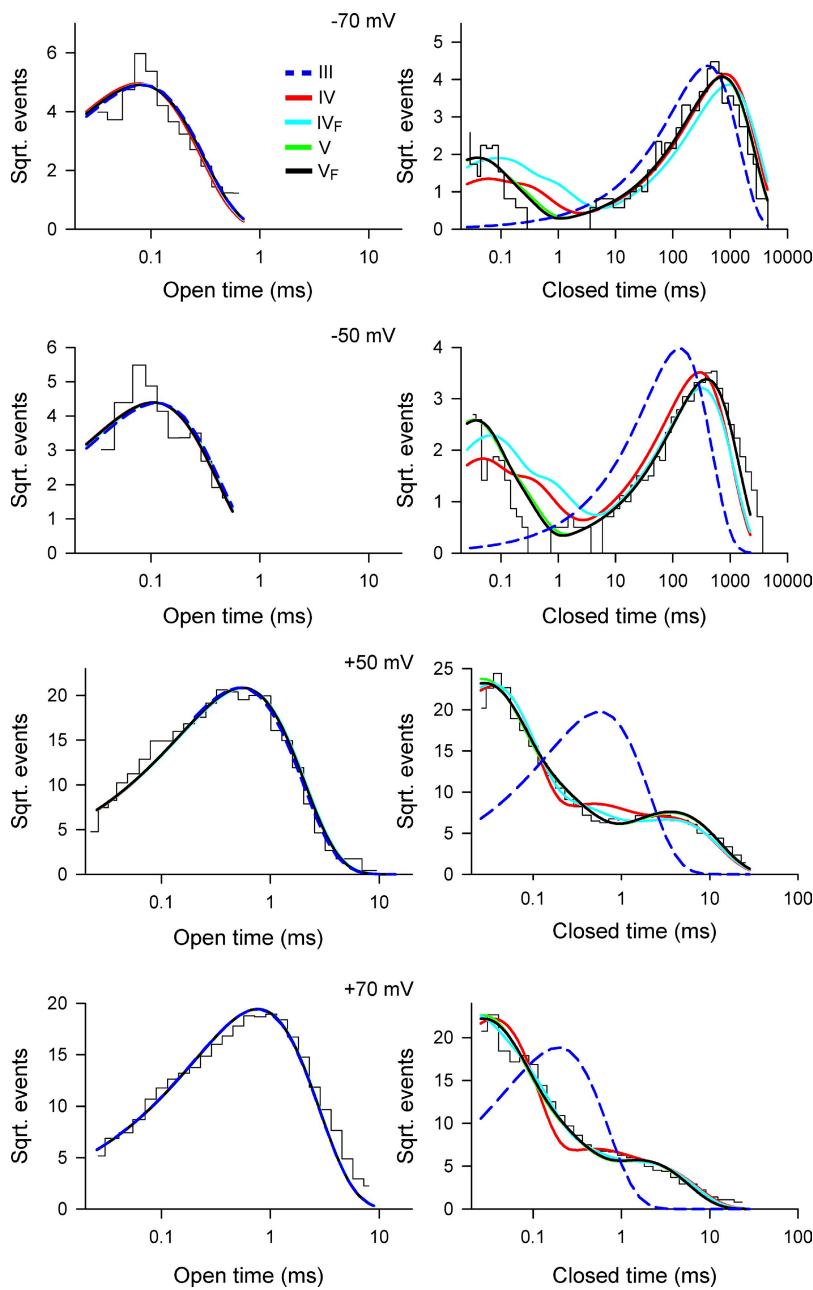 -70 mV
Sqrt. events
6
4
2
0
0.1 1 10
Open time (ms)
III
IV
IVF
V
VF
Sqrt. events
5
4
3
2
1
0
0.1 1 10 100 1000 10000
Closed time (ms)
-50 mV
Sqrt. events
6
5
4
3
2
1
0
0.1 1 10
Open time (ms)
Sqrt. events
4
3
2
1
0
0.1 1 10 100 1000 10000
Closed time (ms)
+50 mV
Sqrt. events
20
15
10
5
0
0.1 1 10
Open time (ms)
Sqrt. events
25
20
15
10
5
0
0.1 1 10 100
Closed time (ms)
+70 mV
Sqrt. events
20
15
10
5
0
0.1 1 10
Open time (ms)
Sqrt. events
20
15
10
5
0
0.1 1 10 100
Closed time (ms)